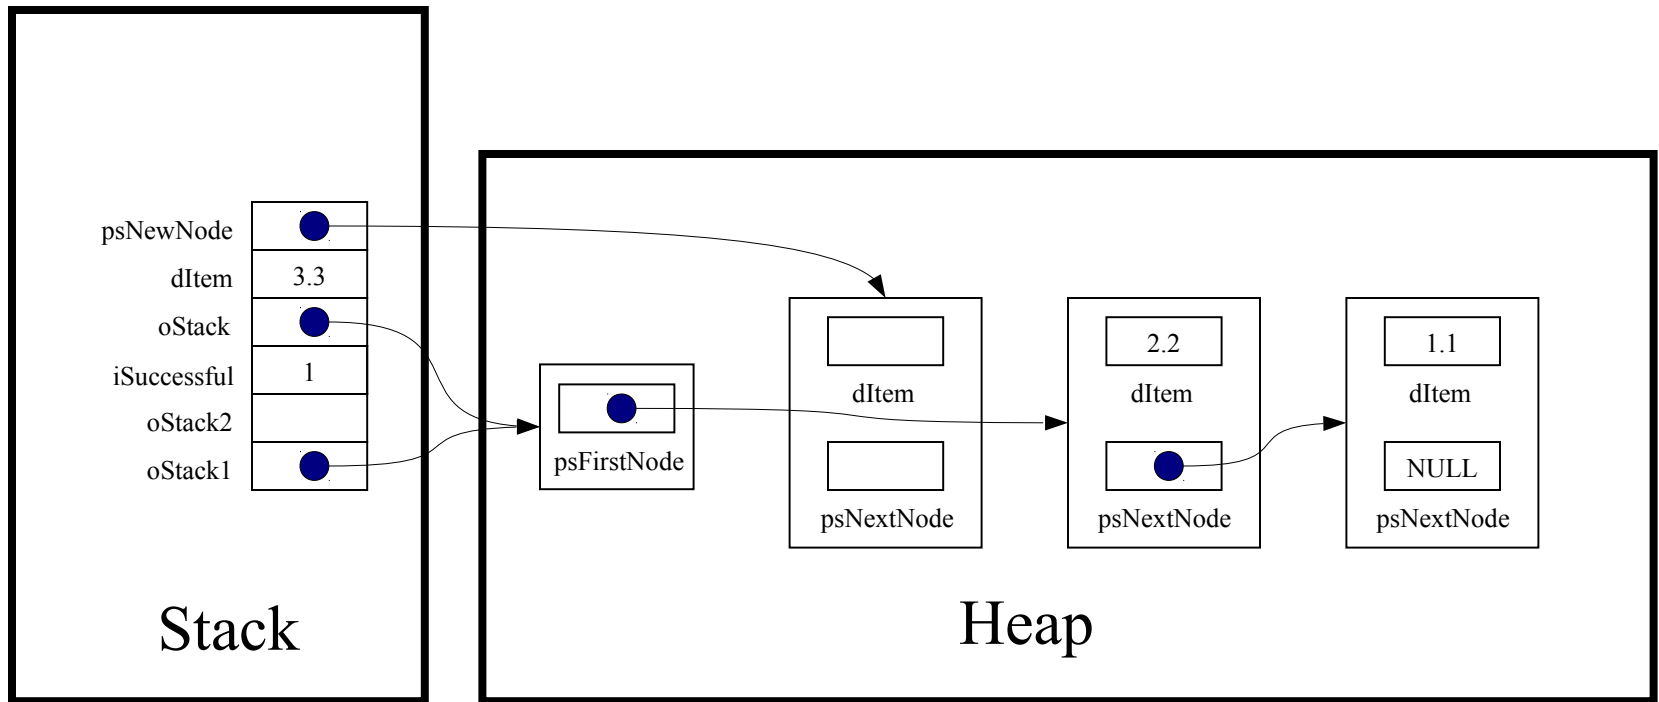 psNewNode
dItem 3.3
oStack
iSuccessful 1
oStack2
oStack1
Stack
psFirstNode
dItem
psNextNode
2.2
dItem
psNextNode
1.1
dItem
NULL
psNextNode
Heap